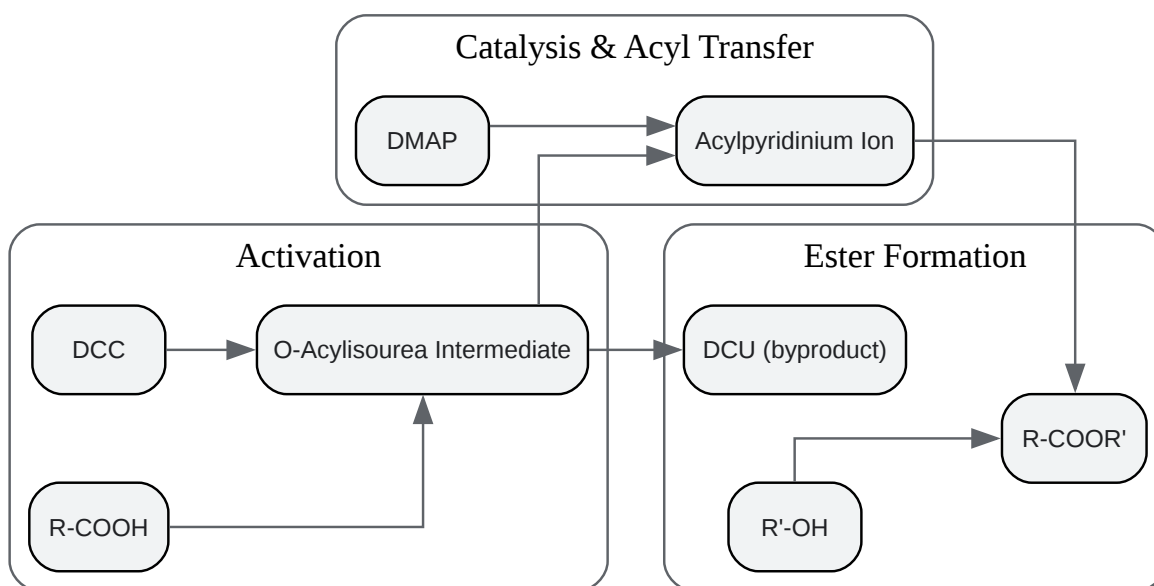 Catalysis & Acyl Transfer
DMAP
Acylpyridinium Ion
Activation
Ester Formation
DCC
O-Acylisourea Intermediate
DCU (byproduct)
R-COOR'
R-COOH
R'-OH